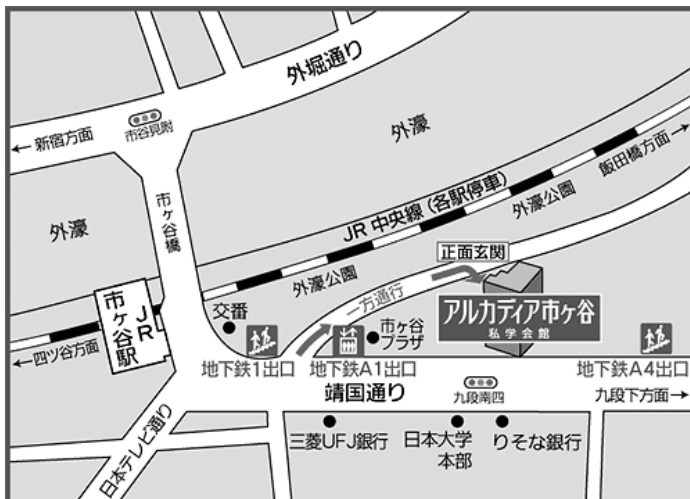 外堀通り
←新宿方面
市谷見附
外濠
飯田橋方面→
市ヶ谷橋
外濠
JR 中央線（各駅停車）
外濠公園
正面玄関
外濠公園
一方通行
アルカディア市ヶ谷
私学会館
JR
市ヶ谷駅
交番
市ヶ谷
プラザ
←四ツ谷方面
地下鉄1出口
地下鉄A1出口
地下鉄A4出口
靖国通り
九段南四
九段下方面→
日本テレビ通り
三菱UFJ銀行
日本大学
本部
りそな銀行